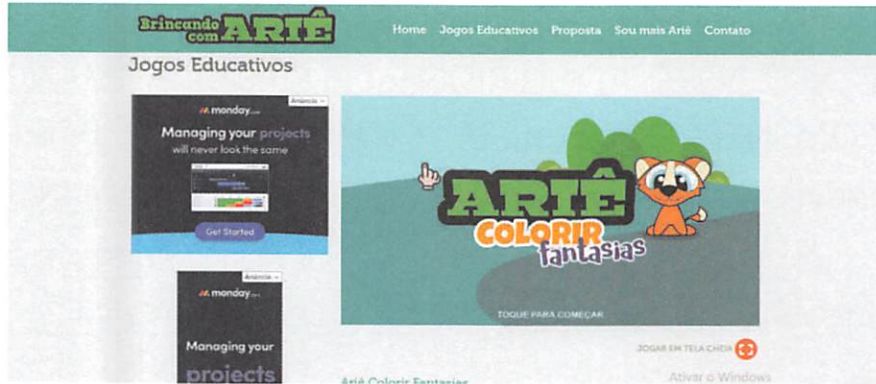 Brincando
com ARIÊ
Home Jogos Educativos Proposta Sou mais Ariê Contato
Jogos Educativos
Anúncio
monday.com
Managing your projects
will never look the same
Get Started
ARIÊ
COLORIR
fantasias
TOQUE PARA COMEÇAR
Anúncio
monday.com
Managing your
projects
JOGAR EM TELA CHEIA
Ariê Colorir Fantasias
Ativar o Windows